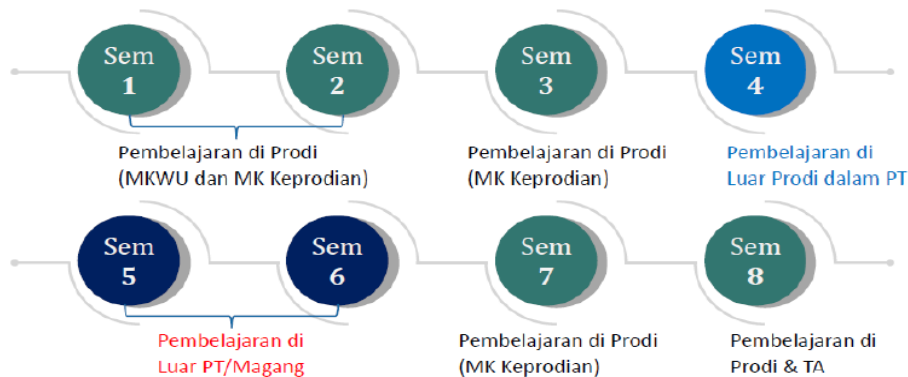 Sem
1
Sem
2
Sem
3
Sem
4
Pembelajaran di Prodi
(MKWU dan MK Keprodian)
Pembelajaran di Prodi
(MK Keprodian)
Pembelajaran di
Luar Prodi dalam PT
Sem
5
Sem
6
Sem
7
Sem
8
Pembelajaran di
Luar PT/Magang
Pembelajaran di Prodi
(MK Keprodian)
Pembelajaran di
Prodi & TA